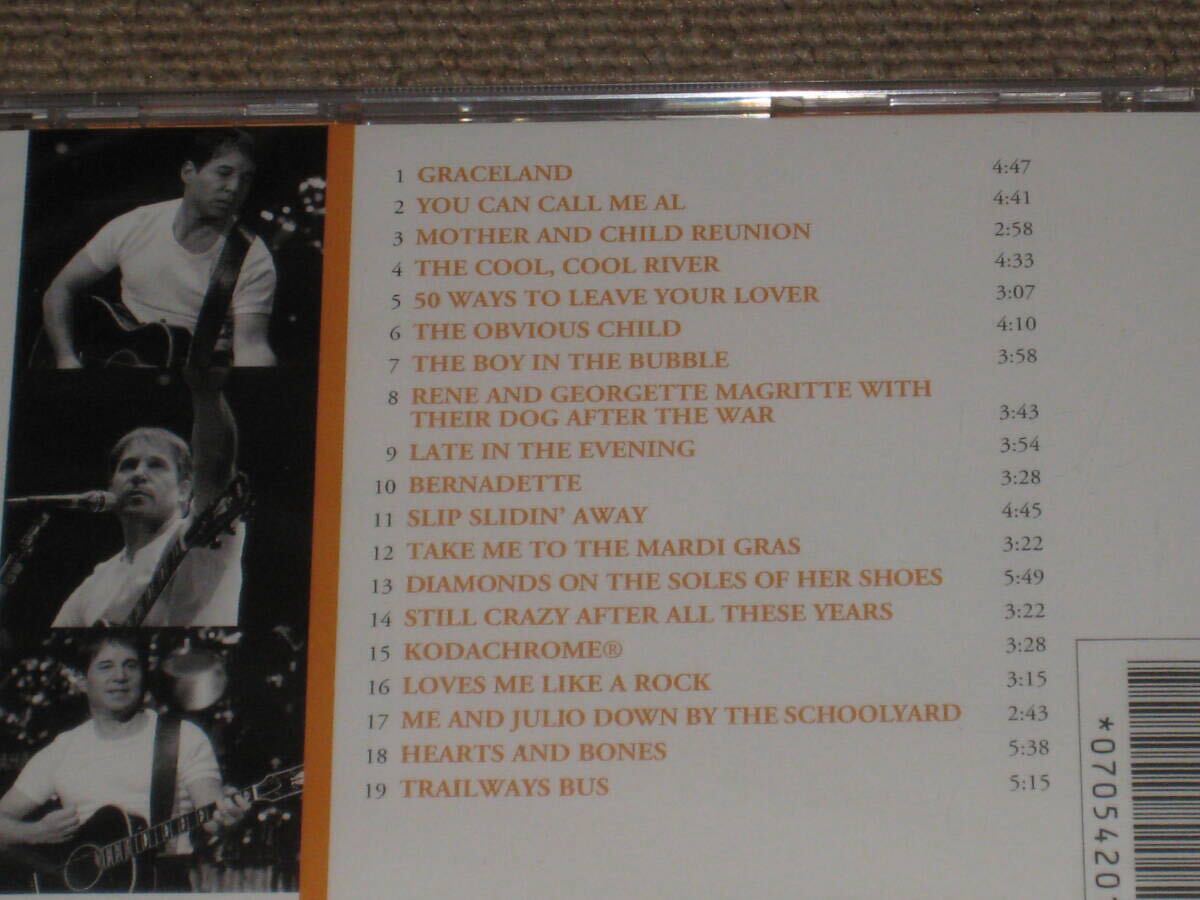 1 GRACELAND 4:47
2 YOU CAN CALL ME AL 4:41
3 MOTHER AND CHILD REUNION 2:58
4 THE COOL, COOL RIVER 4:33
5 50 WAYS TO LEAVE YOUR LOVER 3:07
6 THE OBVIOUS CHILD 4:10
7 THE BOY IN THE BUBBLE 3:58
8 RENE AND GEORGETTE MAGRITTE WITH
THEIR DOG AFTER THE WAR 3:43
9 LATE IN THE EVENING 3:54
10 BERNADETTE 3:28
11 SLIP SLIDIN’ AWAY 4:45
12 TAKE ME TO THE MARDI GRAS 3:22
13 DIAMONDS ON THE SOLES OF HER SHOES 5:49
14 STILL CRAZY AFTER ALL THESE YEARS 3:22
15 KODACHROME® 3:28
16 LOVES ME LIKE A ROCK 3:15
17 ME AND JULIO DOWN BY THE SCHOOLYARD 2:43
18 HEARTS AND BONES 5:38
19 TRAILWAYS BUS 5:15
*0705420